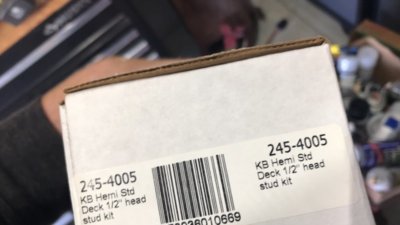 245-4005
KB Hemi Std
Deck 1/2" head
stud kit
245-4005
KB Hemi Std
Deck 1/2" head
stud kit